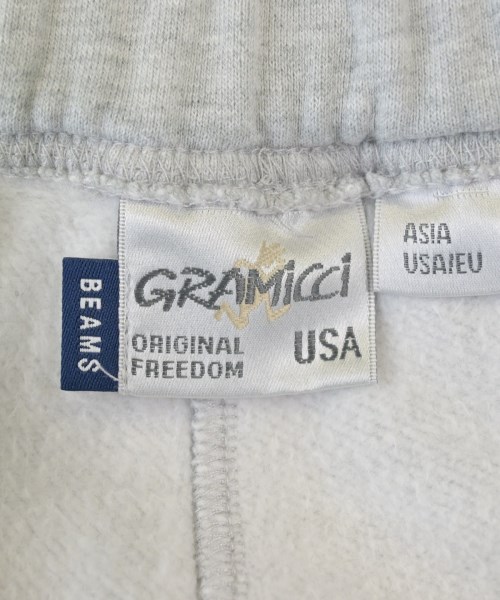 BEAMS
GRAMiCCi
ORIGINAL
FREEDOM
USA
ASIA
USA/EU